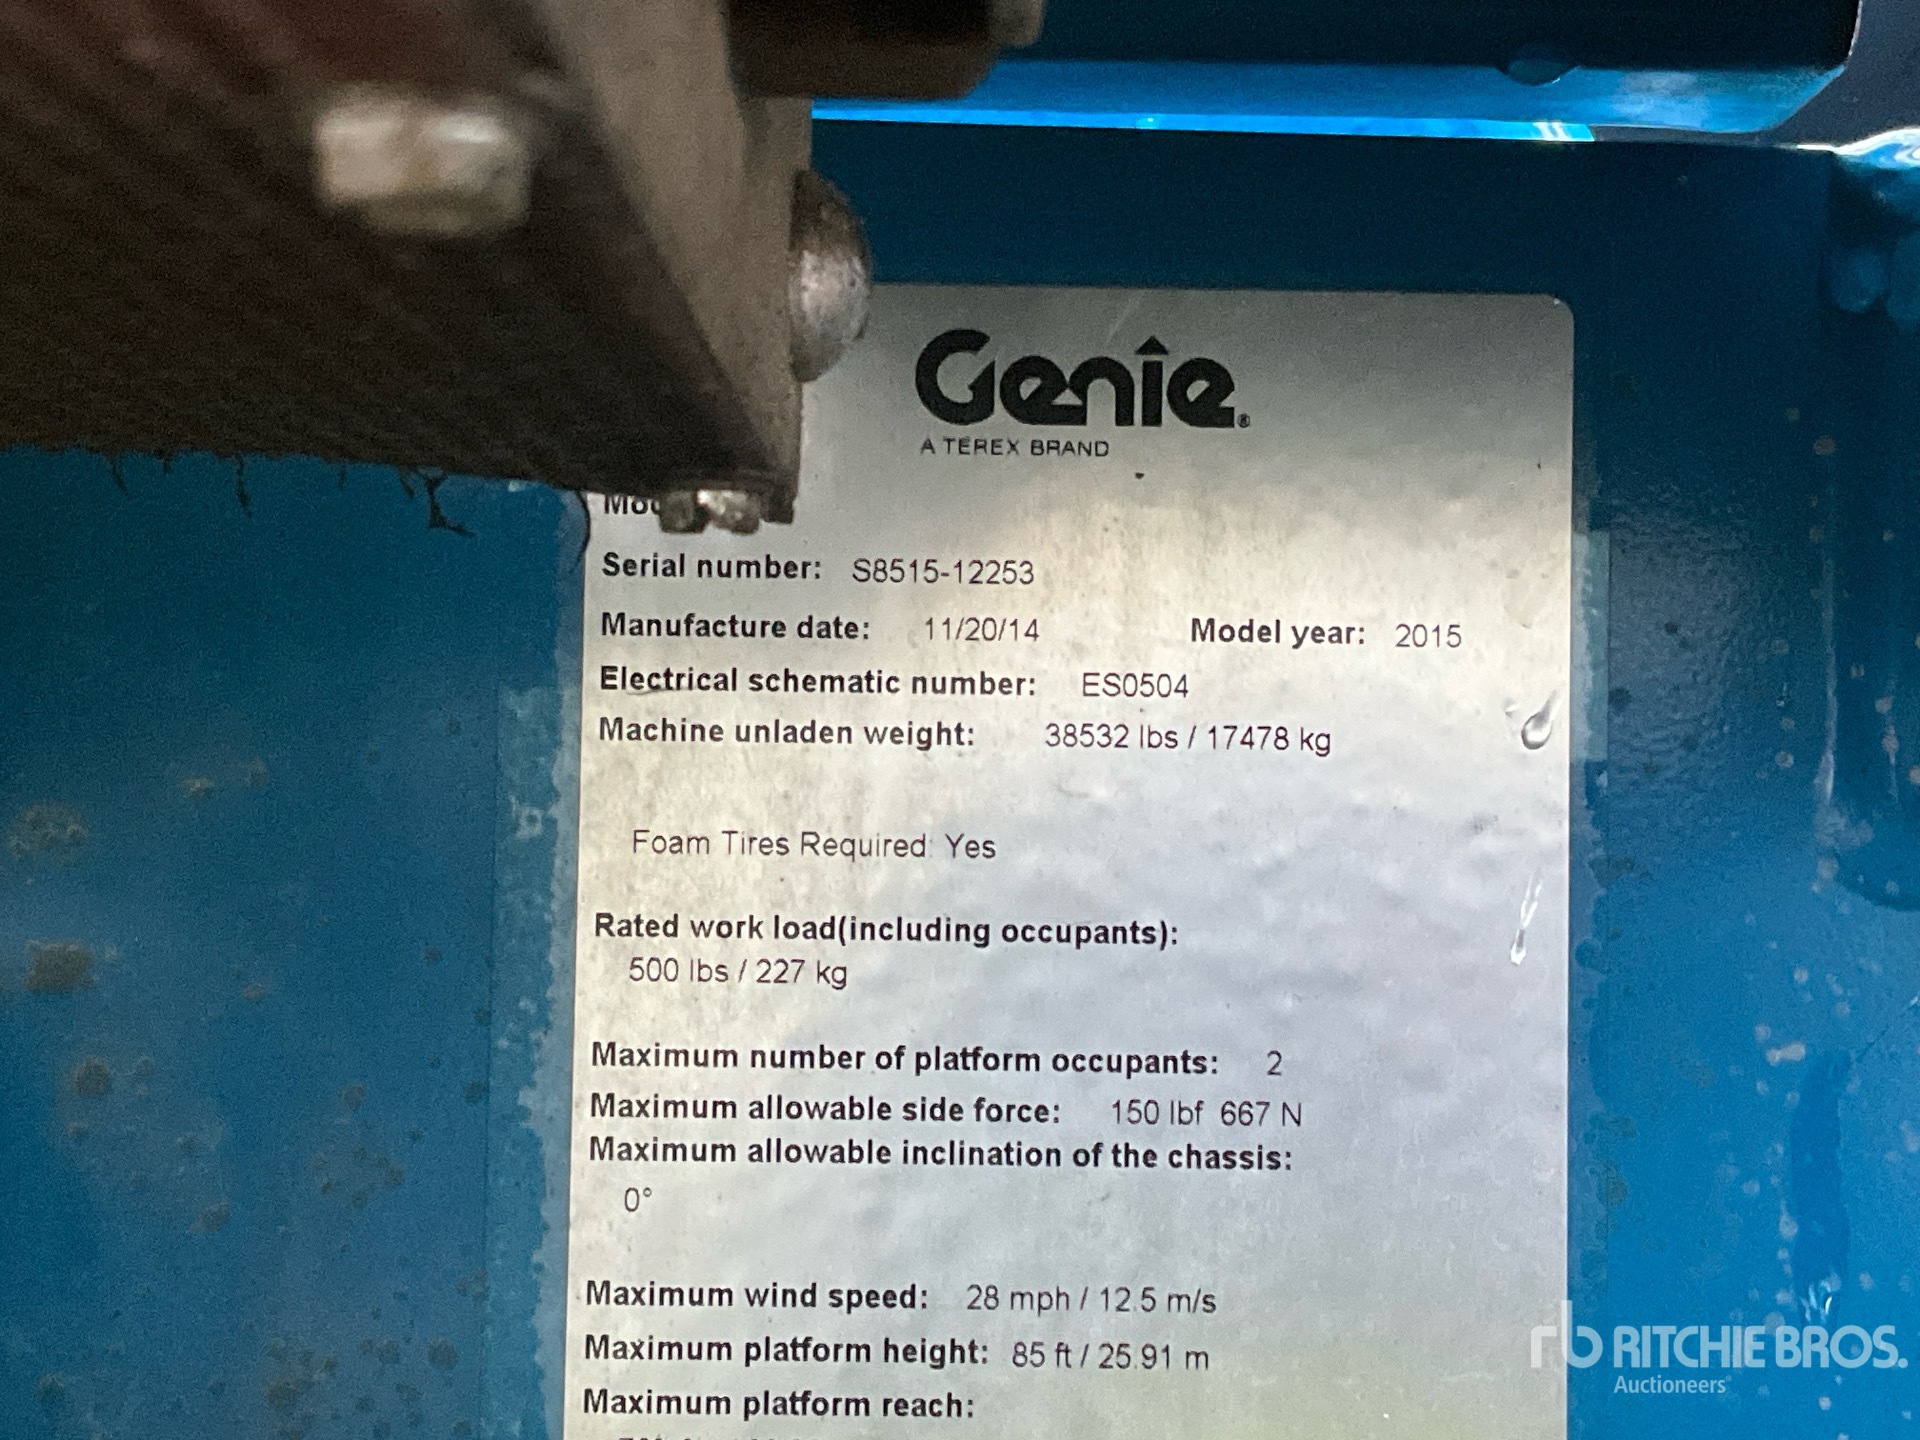 Genie®
A TEREX BRAND
Serial number: S8515-12253
Manufacture date: 11/20/14 Model year: 2015
Electrical schematic number: ES0504
Machine unladen weight: 38532 lbs / 17478 kg
Foam Tires Required: Yes
Rated work load(including occupants):
500 lbs / 227 kg
Maximum number of platform occupants: 2
Maximum allowable side force: 150 lbf 667 N
Maximum allowable inclination of the chassis:
0°
Maximum wind speed: 28 mph / 12.5 m/s
Maximum platform height: 85 ft / 25.91 m
Maximum platform reach:
rb RITCHIE BROS.
Auctioneers